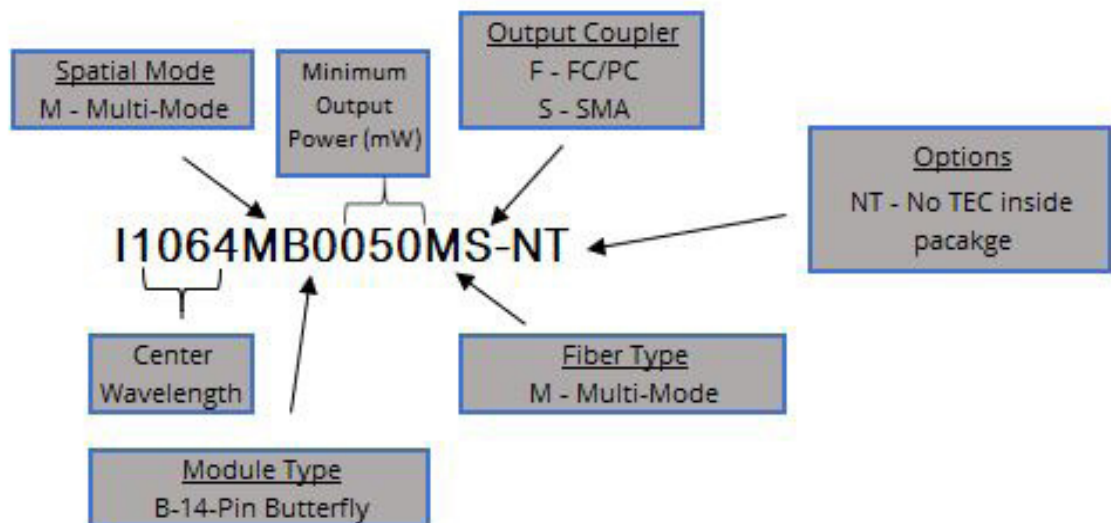 Output Coupler
F - FC/PC
S - SMA
Spatial Mode
M - Multi-Mode
Minimum
Output
Power (mW)
Options
NT - No TEC inside
pacakge
I1064MB0050MS-NT
Center
Wavelength
Fiber Type
M - Multi-Mode
Module Type
B-14-Pin Butterfly